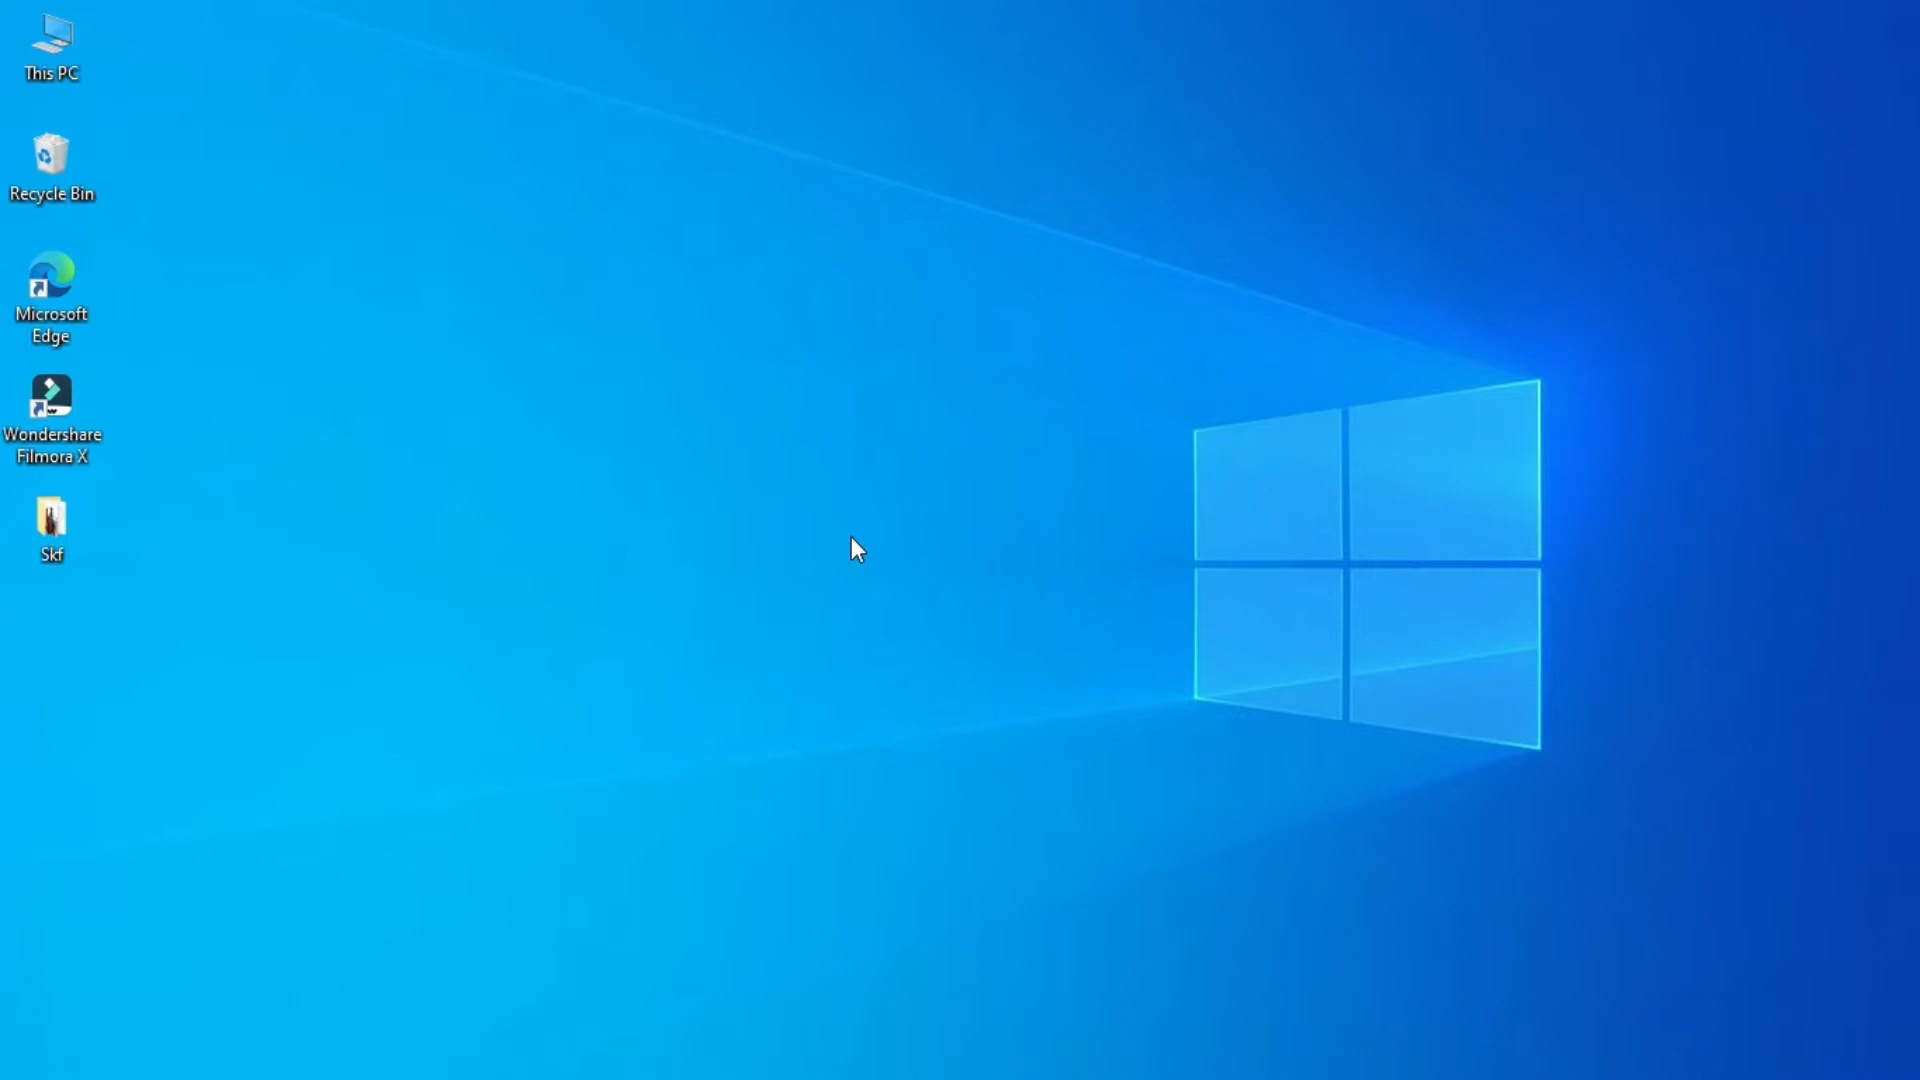 This PC
Recycle Bin
Microsoft
Edge
Wondershare
Filmora X
Skf